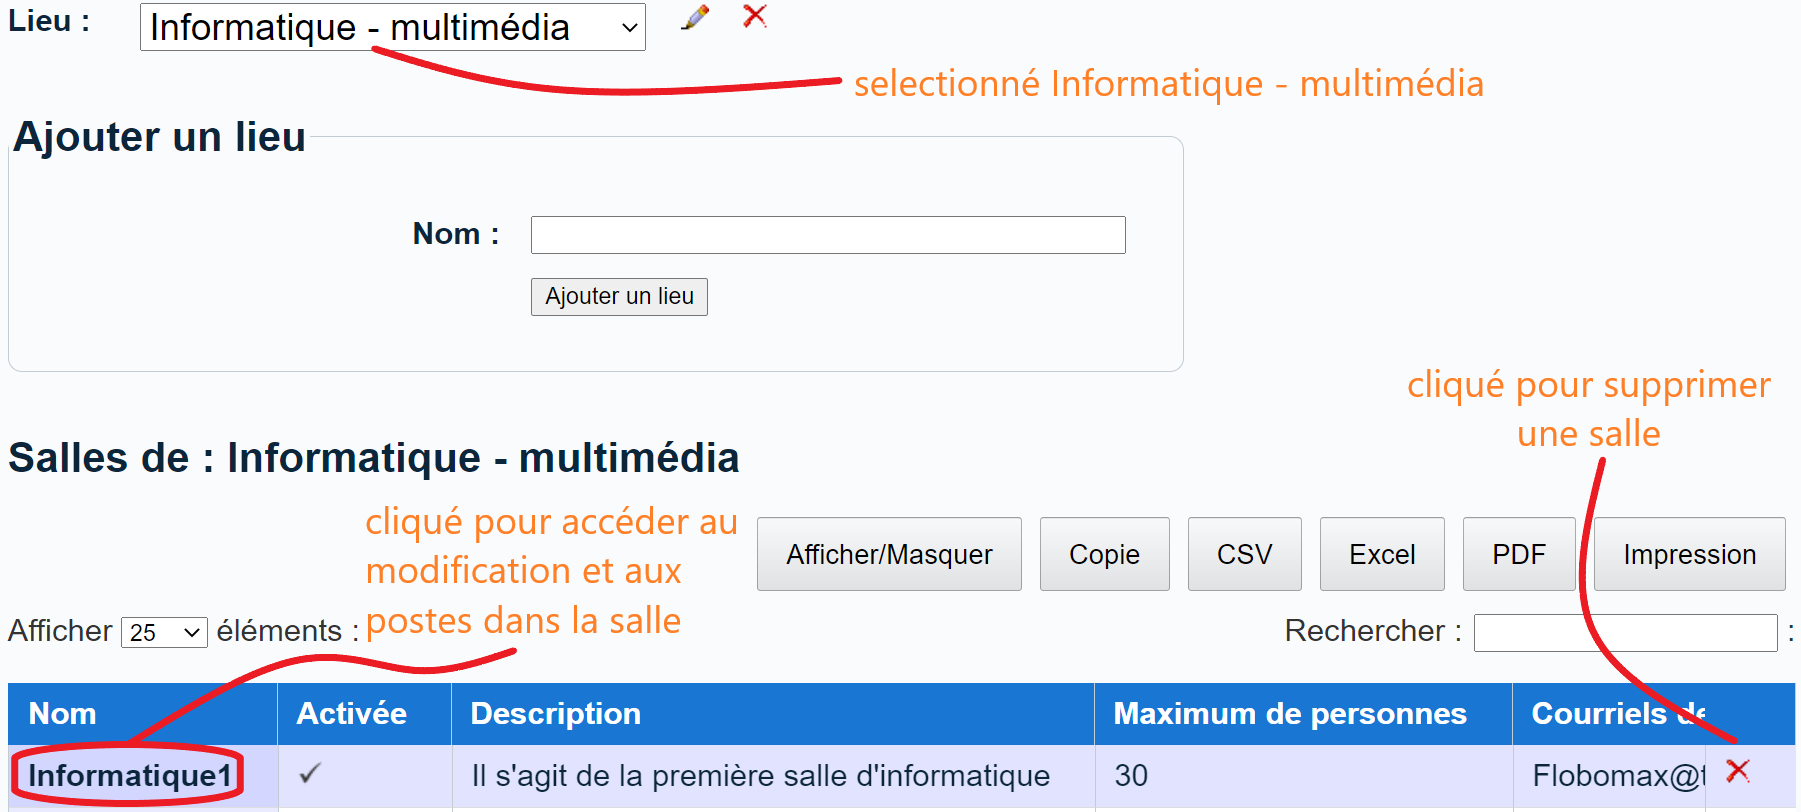 Lieu :
Informatique - multimédia
selectionné Informatique - multimédia
Ajouter un lieu
Nom :
Ajouter un lieu
cliqué pour supprimer
une salle
Salles de : Informatique - multimédia
cliqué pour accéder au
modification et aux
postes dans la salle
Afficher/Masquer Copie CSV Excel PDF Impression
Afficher 25 éléments :
Rechercher : :
Nom Activée Description Maximum de personnes Courriels de
Informatique1 Il s'agit de la première salle d'informatique 30 Flobomax@